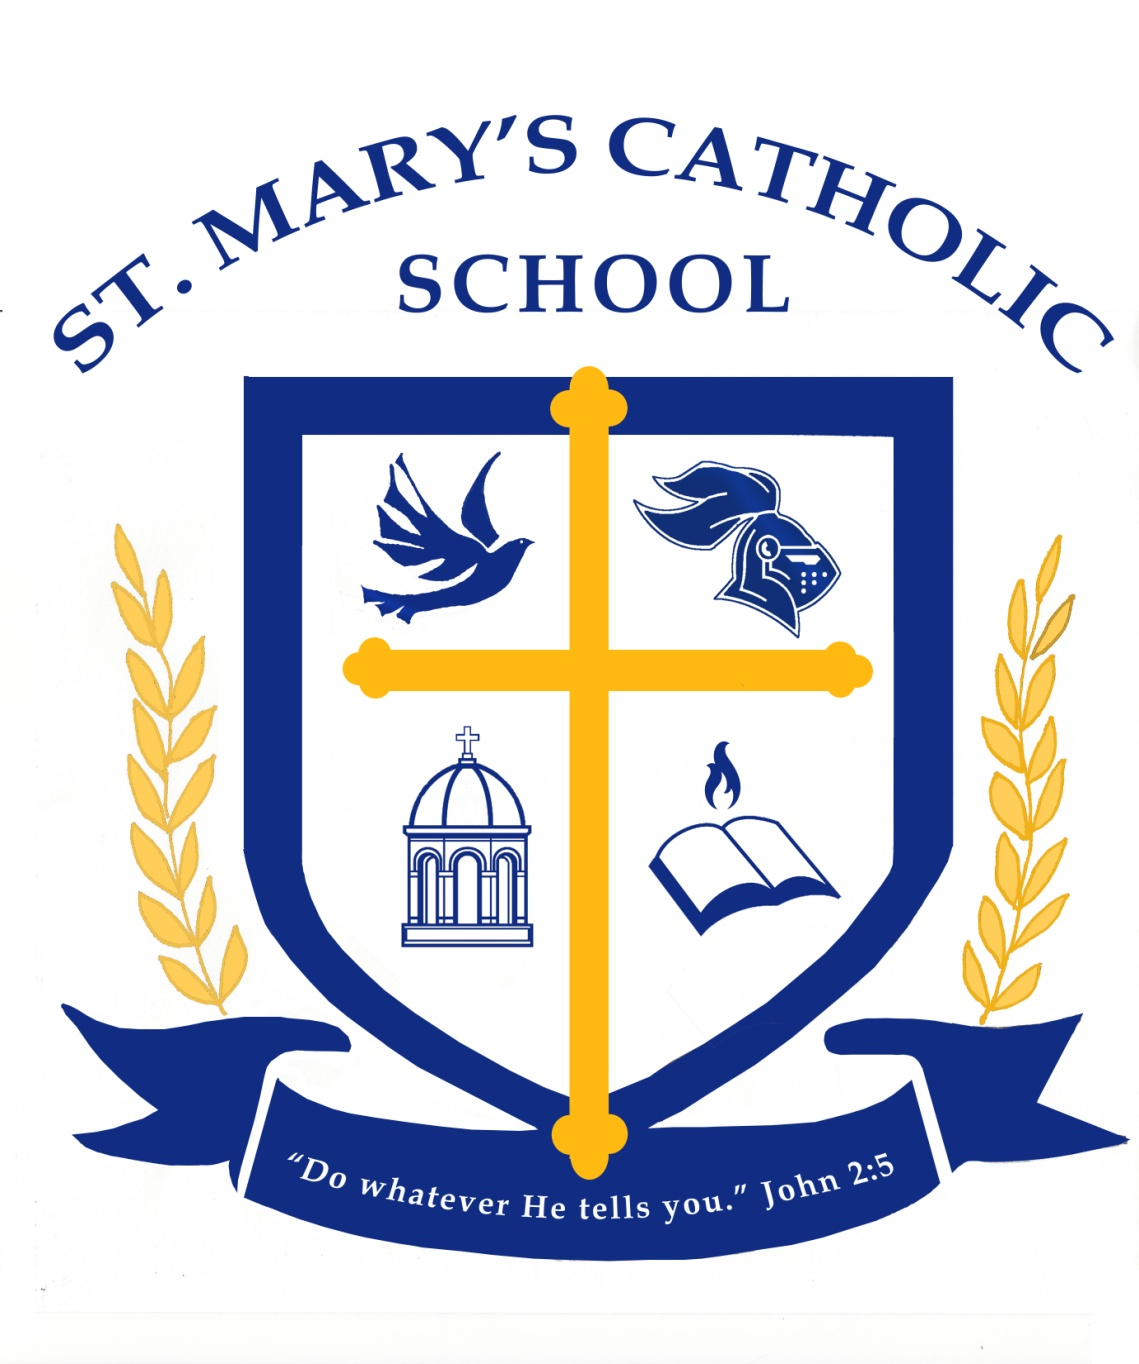 ST. MARY’S CATHOLIC
SCHOOL
“Do whatever He tells you.” John 2:5